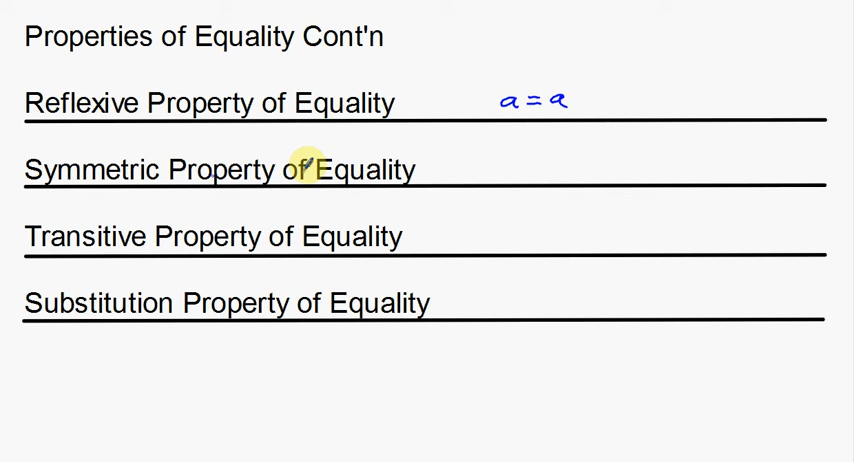 Properties of Equality Cont'n
Reflexive Property of Equality a = a
Symmetric Property of Equality
Transitive Property of Equality
Substitution Property of Equality